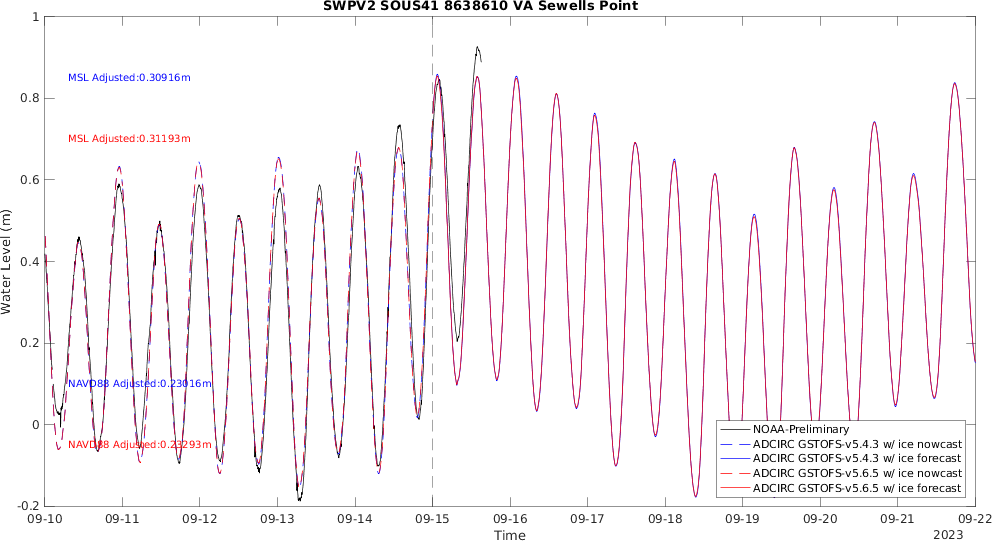 SWPV2 SOUS41 8638610 VA Sewells Point
1
0.8
0.6
0.4
0.2
0
-0.2
Water Level (m)
MSL Adjusted:0.30916m
MSL Adjusted:0.31193m
NAVD88 Adjusted:0.23016m
NAVD88 Adjusted:0.23293m
NOAA-Preliminary
ADCIRC GSTOFS-v5.4.3 w/ ice nowcast
ADCIRC GSTOFS-v5.4.3 w/ ice forecast
ADCIRC GSTOFS-v5.6.5 w/ ice nowcast
ADCIRC GSTOFS-v5.6.5 w/ ice forecast
09-10 09-11 09-12 09-13 09-14 09-15 09-16 09-17 09-18 09-19 09-20 09-21 09-22
Time
2023